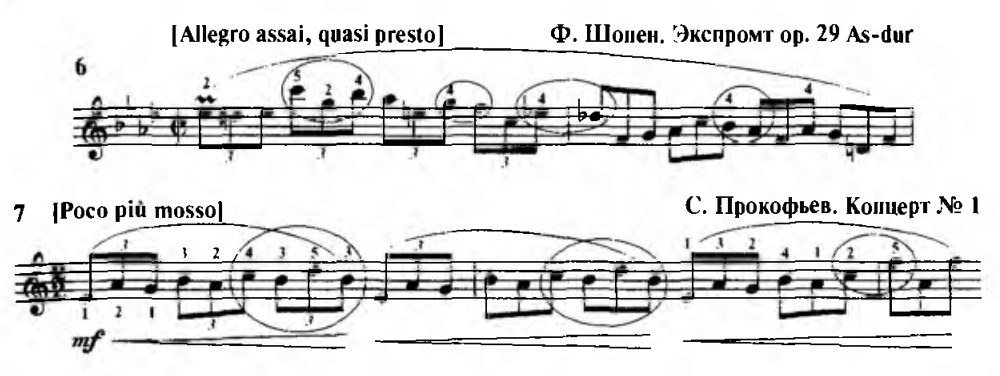 [Allegro assai, quasi presto] Ф. Шопен. Экспромт op. 29 As-dur
6
7 [Poco più mosso] С. Прокофьев. Концерт № 1
mf